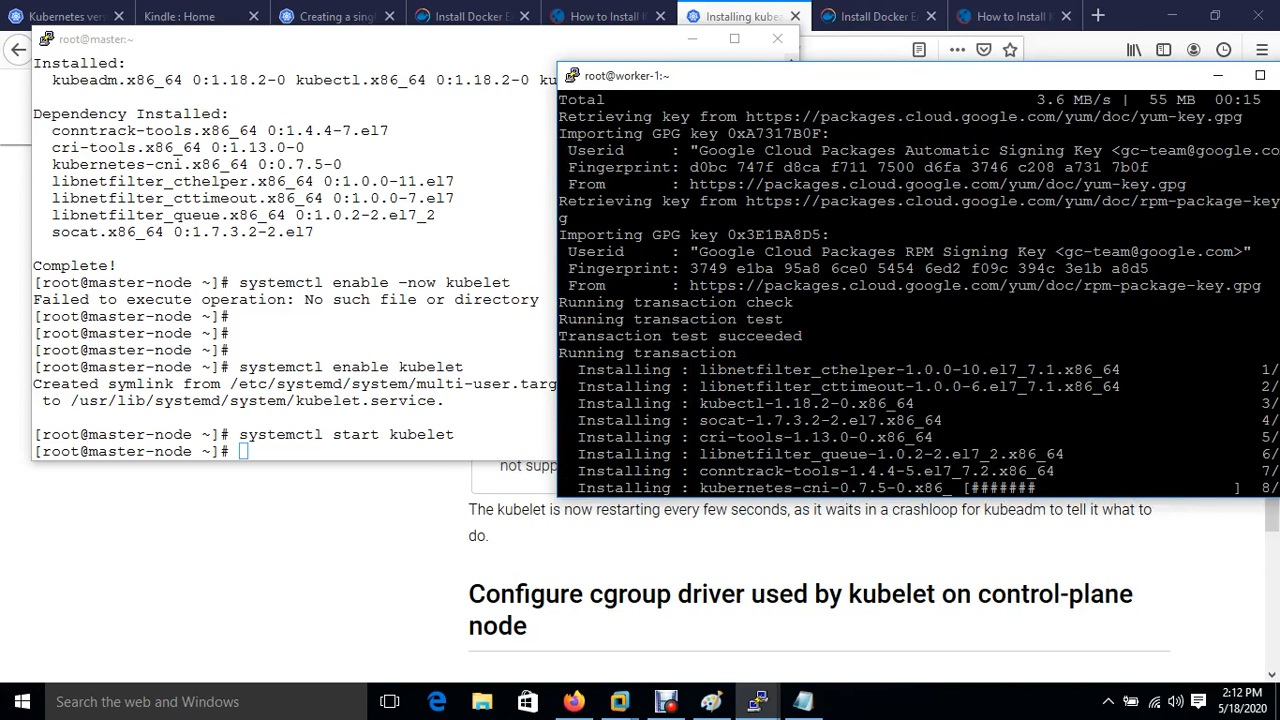 Kubernetes ver
Kindle : Home
Creating a sing
Install Docker E
How to Install K
Installing kubea
Install Docker E
How to Install K
root@master:~
Installed:
kubeadm.x86_64 0:1.18.2-0 kubectl.x86_64 0:1.18.2-0 ku
Dependency Installed:
conntrack-tools.x86_64 0:1.4.4-7.el7
cri-tools.x86_64 0:1.13.0-0
kubernetes-cni.x86_64 0:0.7.5-0
libnetfilter_cthelper.x86_64 0:1.0.0-11.el7
libnetfilter_cttimeout.x86_64 0:1.0.0-7.el7
libnetfilter_queue.x86_64 0:1.0.2-2.el7_2
socat.x86_64 0:1.7.3.2-2.el7
Complete!
[root@master-node ~]# systemctl enable –now kubelet
Failed to execute operation: No such file or directory
[root@master-node ~]#
[root@master-node ~]#
[root@master-node ~]#
[root@master-node ~]# systemctl enable kubelet
Created symlink from /etc/systemd/system/multi-user.targ
to /usr/lib/systemd/system/kubelet.service.
[root@master-node ~]# systemctl start kubelet
[root@master-node ~]#
root@worker-1:~
Total 3.6 MB/s | 55 MB 00:15
Retrieving key from https://packages.cloud.google.com/yum/doc/yum-key.gpg
Importing GPG key 0xA7317B0F:
Userid : "Google Cloud Packages Automatic Signing Key <gc-team@google.co
Fingerprint: d0bc 747f d8ca f711 7500 d6fa 3746 c208 a731 7b0f
From : https://packages.cloud.google.com/yum/doc/yum-key.gpg
Retrieving key from https://packages.cloud.google.com/yum/doc/rpm-package-key
g
Importing GPG key 0x3E1BA8D5:
Userid : "Google Cloud Packages RPM Signing Key <gc-team@google.com>"
Fingerprint: 3749 e1ba 95a8 6ce0 5454 6ed2 f09c 394c 3e1b a8d5
From : https://packages.cloud.google.com/yum/doc/rpm-package-key.gpg
Running transaction check
Running transaction test
Transaction test succeeded
Running transaction
Installing : libnetfilter_cthelper-1.0.0-10.el7_7.1.x86_64 1/
Installing : libnetfilter_cttimeout-1.0.0-6.el7_7.1.x86_64 2/
Installing : kubectl-1.18.2-0.x86_64 3/
Installing : socat-1.7.3.2-2.el7.x86_64 4/
Installing : cri-tools-1.13.0-0.x86_64 5/
Installing : libnetfilter_queue-1.0.2-2.el7_2.x86_64 6/
Installing : conntrack-tools-1.4.4-5.el7_7.2.x86_64 7/
Installing : kubernetes-cni-0.7.5-0.x86_ [####### ] 8/
not supp
The kubelet is now restarting every few seconds, as it waits in a crashloop for kubeadm to tell it what to
do.
Configure cgroup driver used by kubelet on control-plane
node
Search the web and Windows
2:12 PM
5/18/2020